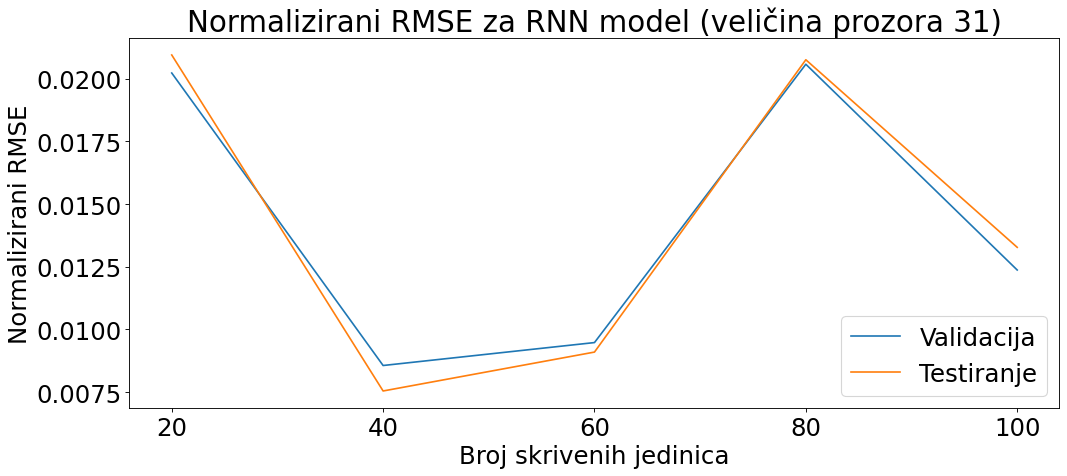 Normalizirani RMSE za RNN model (veličina prozora 31)
Normalizirani RMSE
0.0200
0.0175
0.0150
0.0125
0.0100
0.0075
20 40 60 80 100
Broj skrivenih jedinica
Validacija
Testiranje